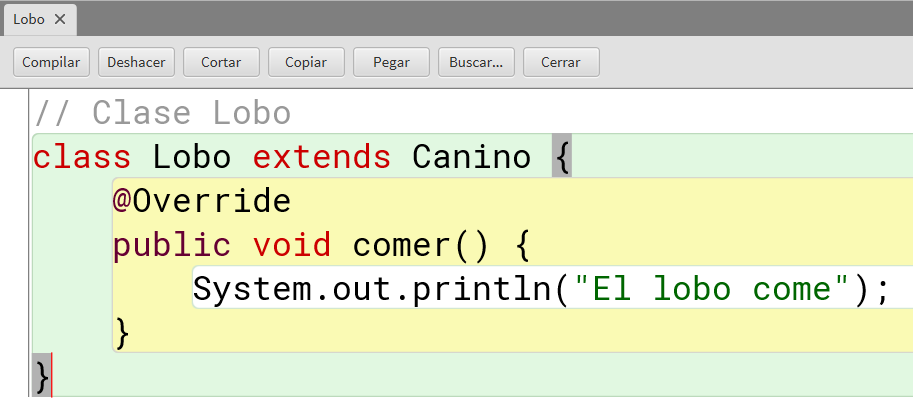 Lobo
Compilar Deshacer Cortar Copiar Pegar Buscar... Cerrar
// Clase Lobo
class Lobo extends Canino {
    @Override
    public void comer() {
        System.out.println("El lobo come");
    }
}